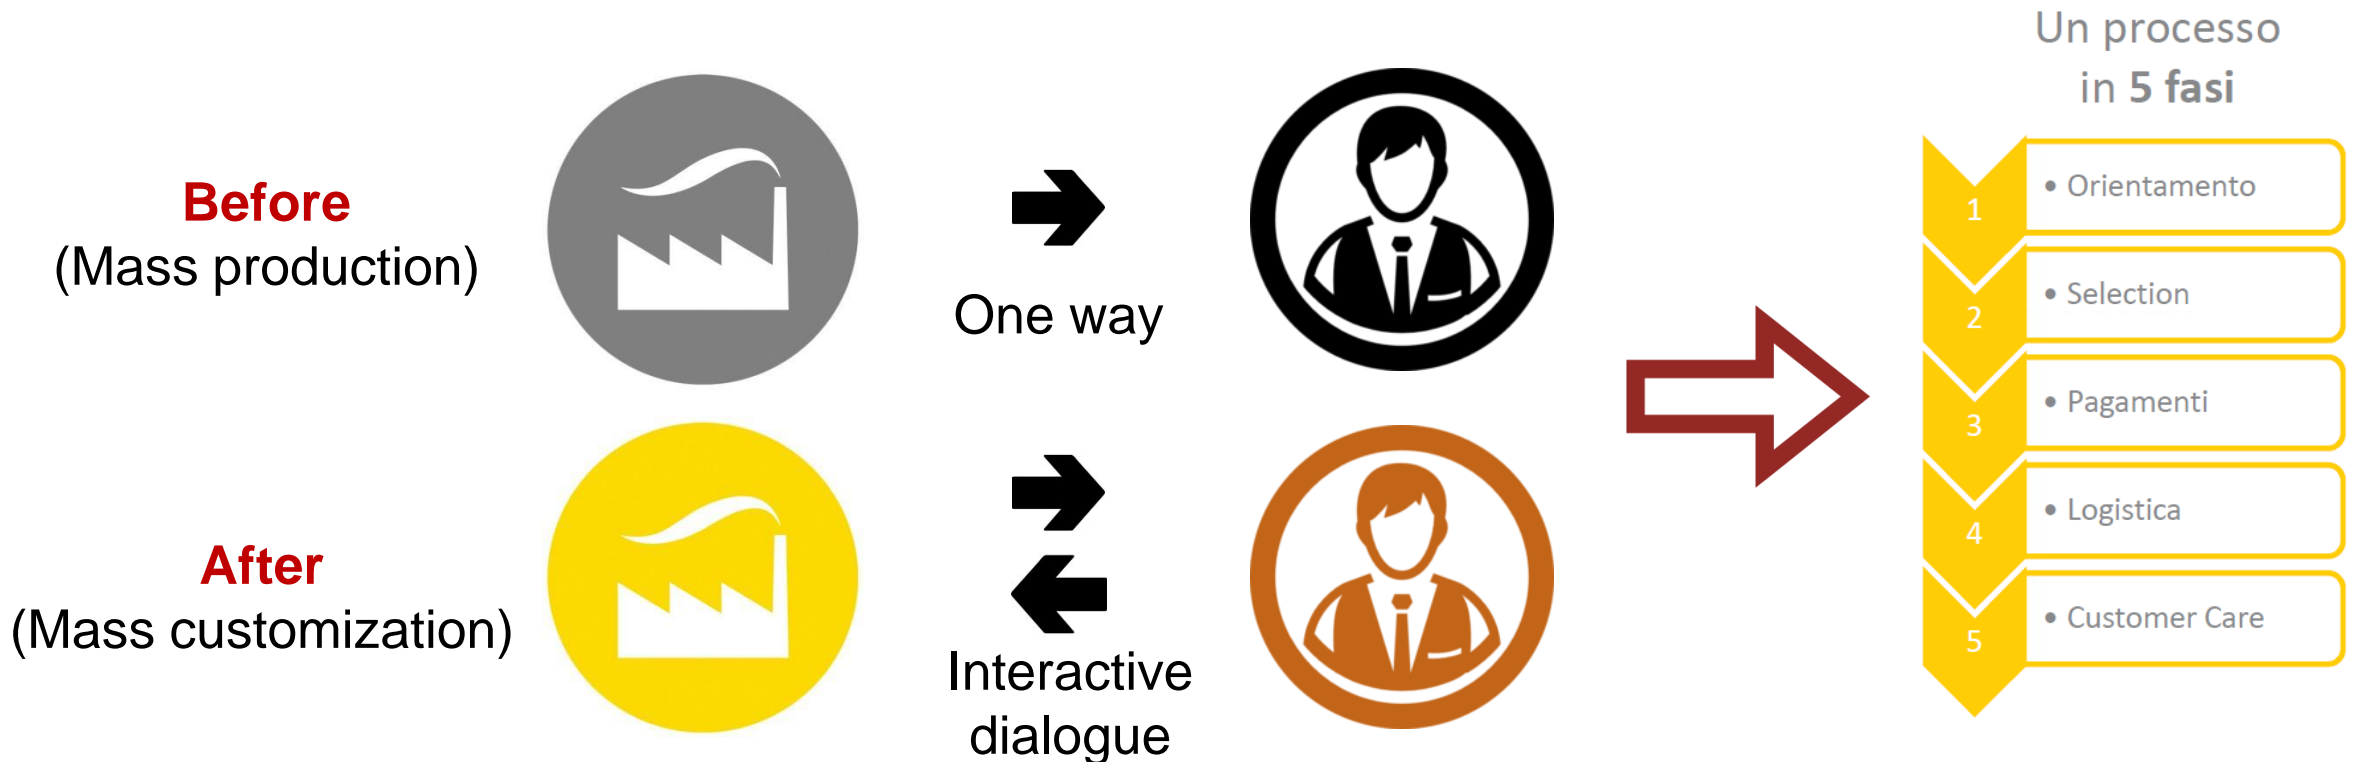 Before
(Mass production)
One way
After
(Mass customization)
Interactive
dialogue
Un processo
in 5 fasi
1
• Orientamento
2
• Selection
3
• Pagamenti
4
• Logistica
5
• Customer Care